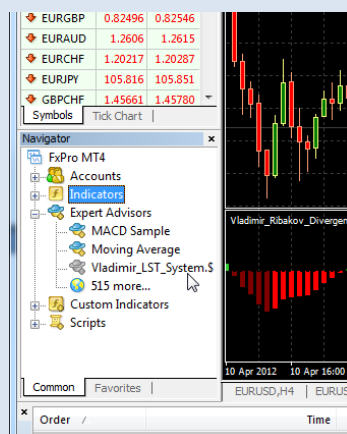 EURGBP 0.82496 0.82546
EURAUD 1.2606 1.2615
EURCHF 1.20217 1.20287
EURJPY 105.816 105.851
GBPCHF 1.45661 1.45780
Symbols Tick Chart
Navigator
FxPro MT4
Accounts
Indicators
Expert Advisors
MACD Sample
Moving Average
Vladimir_LST_System.$
515 more...
Custom Indicators
Scripts
Common Favorites
Vladimir_Ribakov_Divergen
10 Apr 2012 10 Apr 16:00
EURUSD,H4 EURUS
Order / Time